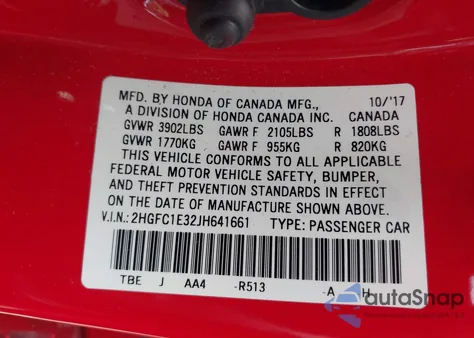 MFD. BY HONDA OF CANADA MFG., 10/'17
A DIVISION OF HONDA CANADA INC. CANADA
GVWR 3902LBS GAWR F 2105LBS R 1808LBS
GVWR 1770KG GAWR F 955KG R 820KG
THIS VEHICLE CONFORMS TO ALL APPLICABLE
FEDERAL MOTOR VEHICLE SAFETY, BUMPER,
AND THEFT PREVENTION STANDARDS IN EFFECT
ON THE DATE OF MANUFACTURE SHOWN ABOVE.
V.I.N.: 2HGFC1E32JH641661 TYPE: PASSENGER CAR
TBE J AA4 -R513 -A H
autaSnap